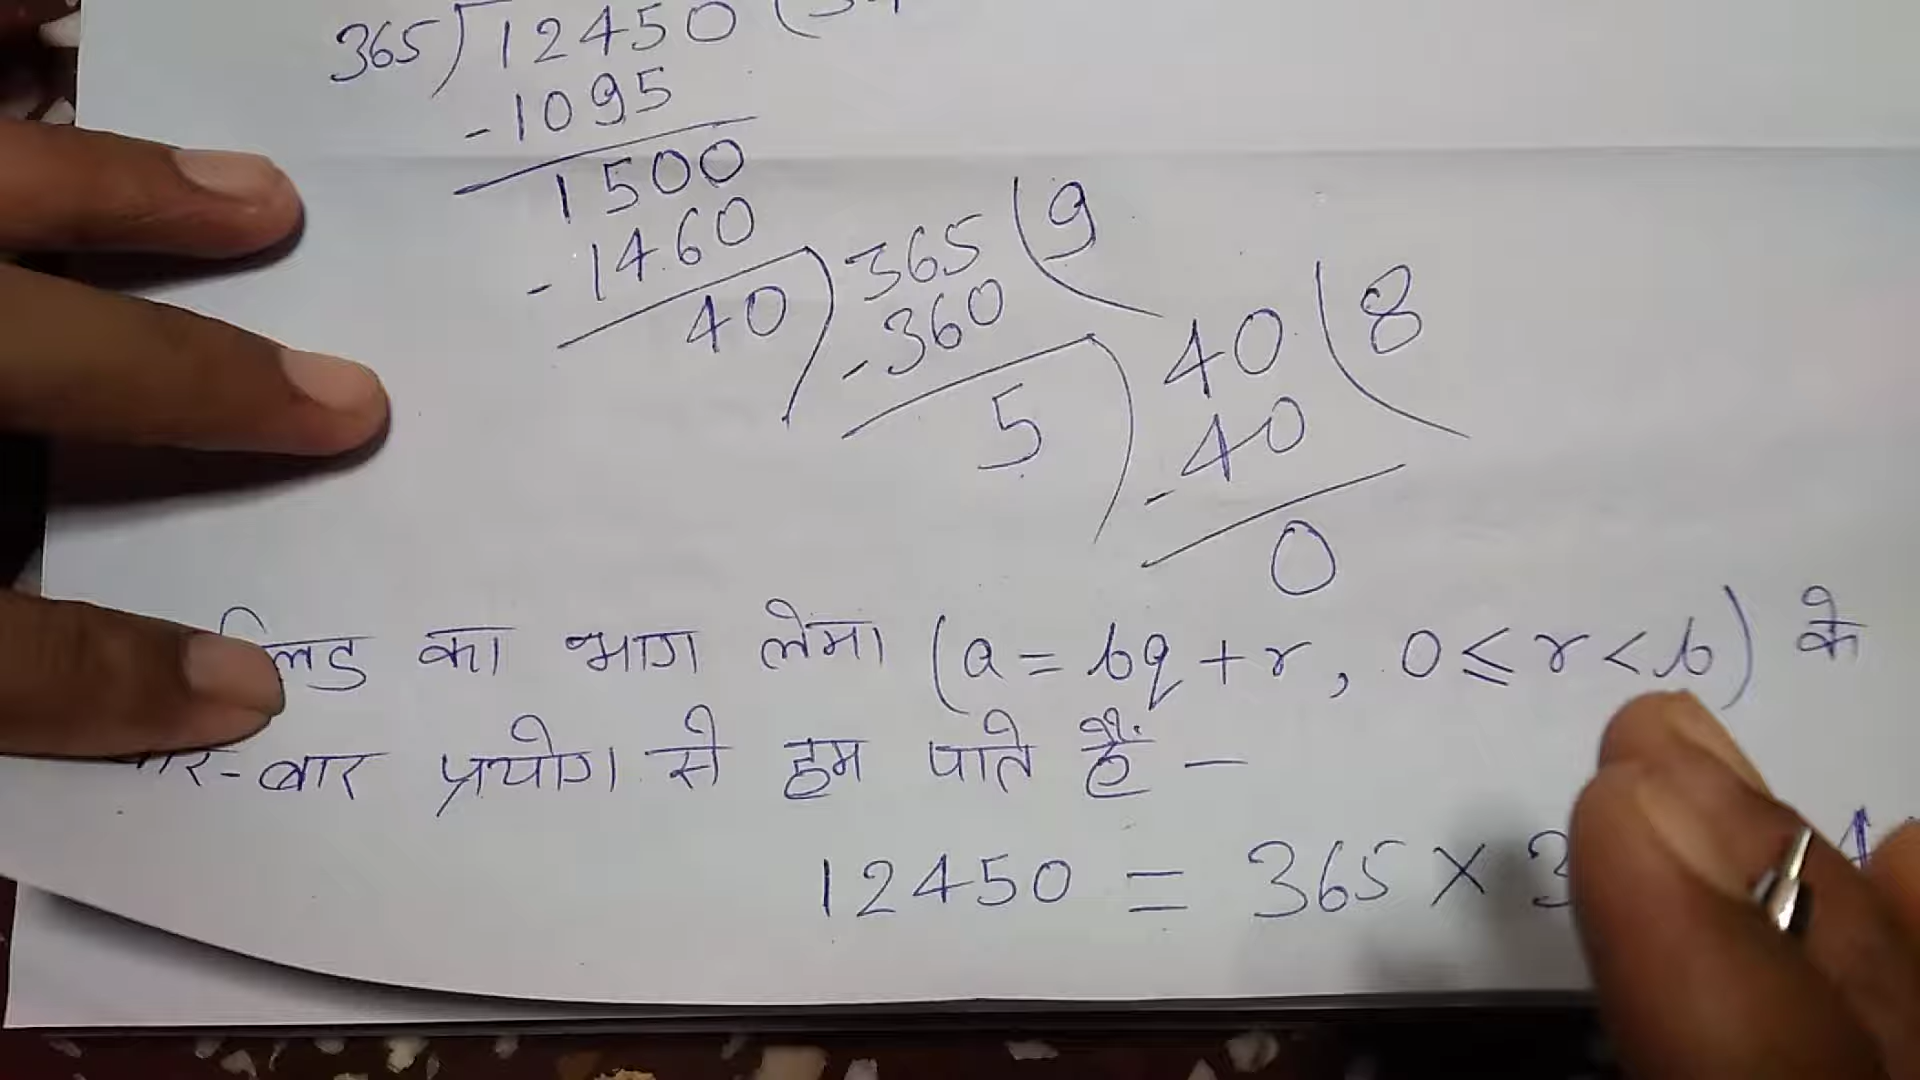 365) 12450 (
- 1095
1500
- 1460
40) 365 (9
- 360
5) 40 (8
- 40
0
का भाग लेमा (a = bq + r, 0 ≤ r < b) के
-बार प्रयोग से हम पाते हैं -
12450 = 365 × 3